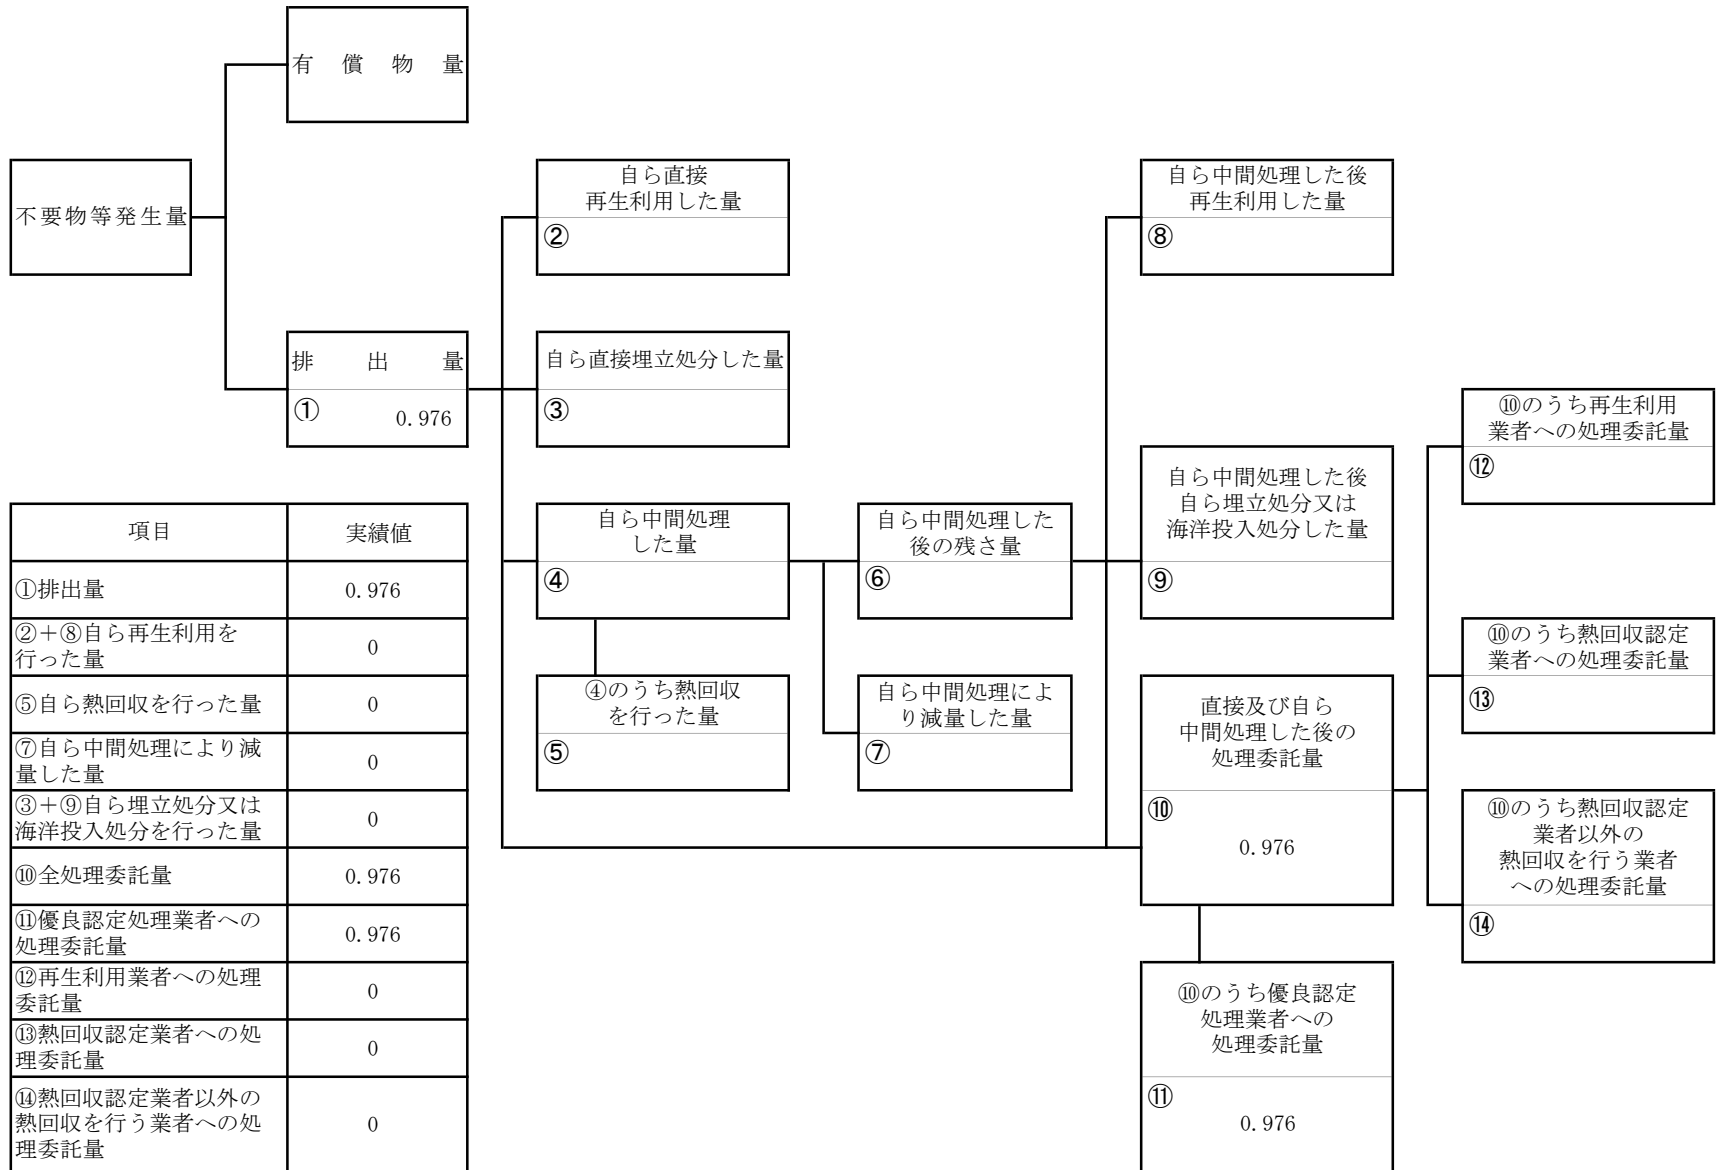 有償物量
不要物等発生量
排出量
①
0.976
自ら直接
再生利用した量
②
自ら直接埋立処分した量
③
自ら中間処理
した量
④
④のうち熱回収
を行った量
⑤
自ら中間処理した
後の残さ量
⑥
自ら中間処理によ
り減量した量
⑦
自ら中間処理した後
再生利用した量
⑧
自ら中間処理した後
自ら埋立処分又は
海洋投入処分した量
⑨
直接及び自ら
中間処理した後の
処理委託量
⑩
0.976
⑩のうち優良認定
処理業者への
処理委託量
⑪
0.976
⑩のうち再生利用
業者への処理委託量
⑫
⑩のうち熱回収認定
業者への処理委託量
⑬
⑩のうち熱回収認定
業者以外の
熱回収を行う業者
への処理委託量
⑭
項目 実績値
①排出量 0.976
②＋⑧自ら再生利用を
行った量 0
⑤自ら熱回収を行った量 0
⑦自ら中間処理により減
量した量 0
③＋⑨自ら埋立処分又は
海洋投入処分を行った量 0
⑩全処理委託量 0.976
⑪優良認定処理業者への
処理委託量 0.976
⑫再生利用業者への処理
委託量 0
⑬熱回収認定業者への処
理委託量 0
⑭熱回収認定業者以外の
熱回収を行う業者への処
理委託量 0